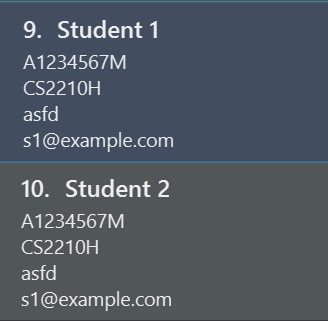 9. Student 1
A1234567M
CS2210H
asfd
s1@example.com
10. Student 2
A1234567M
CS2210H
asfd
s1@example.com